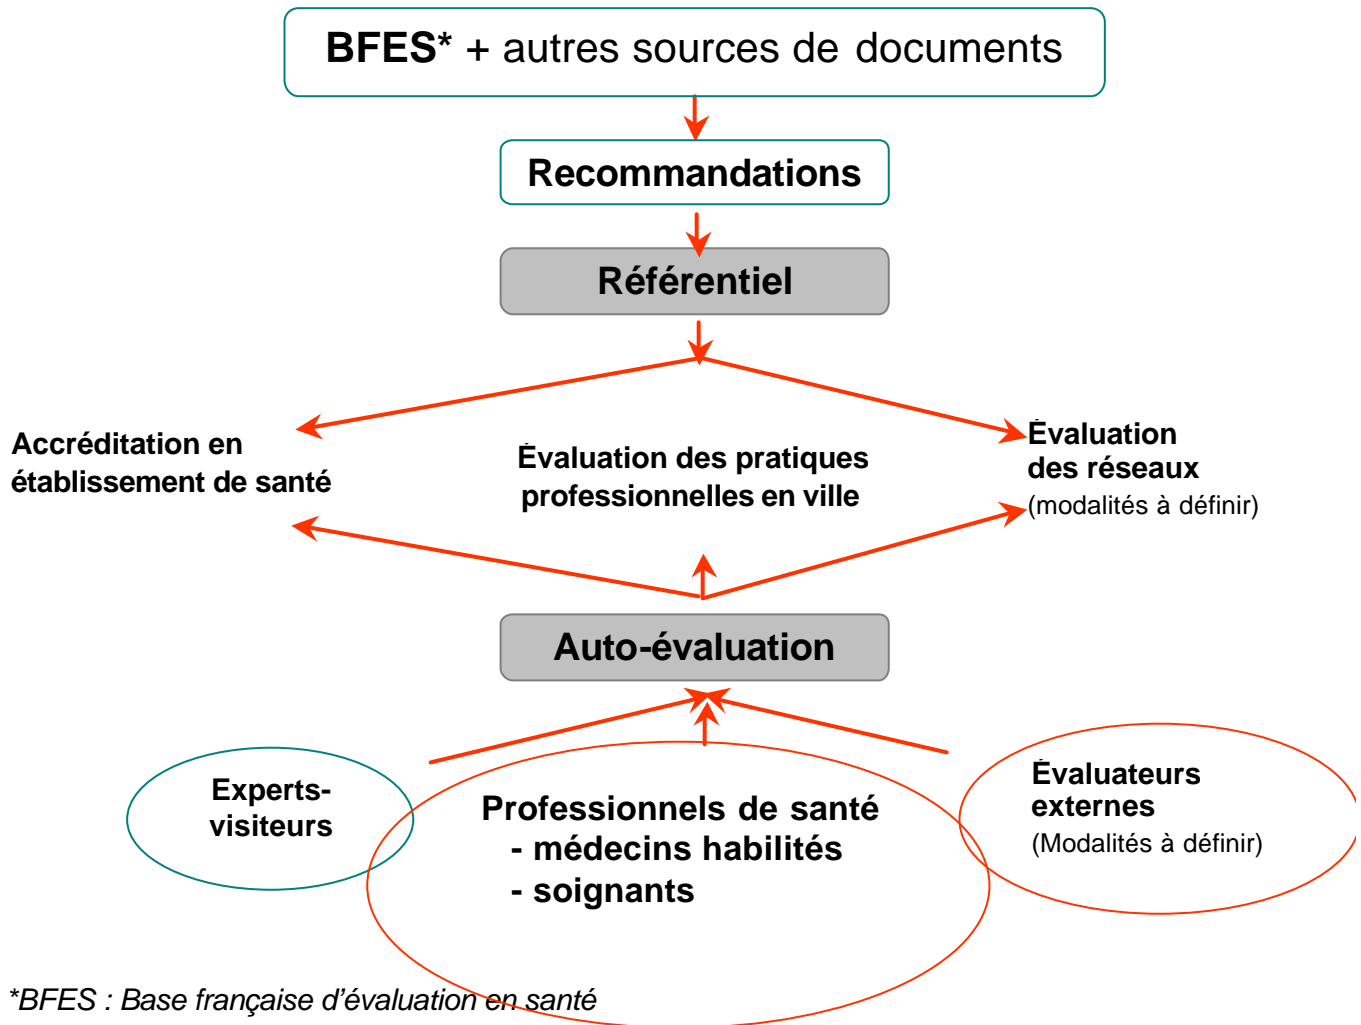 BFES* + autres sources de documents
Recommandations
Référentiel
Accréditation en
établissement de santé
Évaluation des pratiques
professionnelles en ville
Évaluation
des réseaux
(modalités à définir)
Auto-évaluation
Experts-
visiteurs
Professionnels de santé
- médecins habilités
- soignants
Évaluateurs
externes
(Modalités à définir)
*BFES : Base française d’évaluation en santé